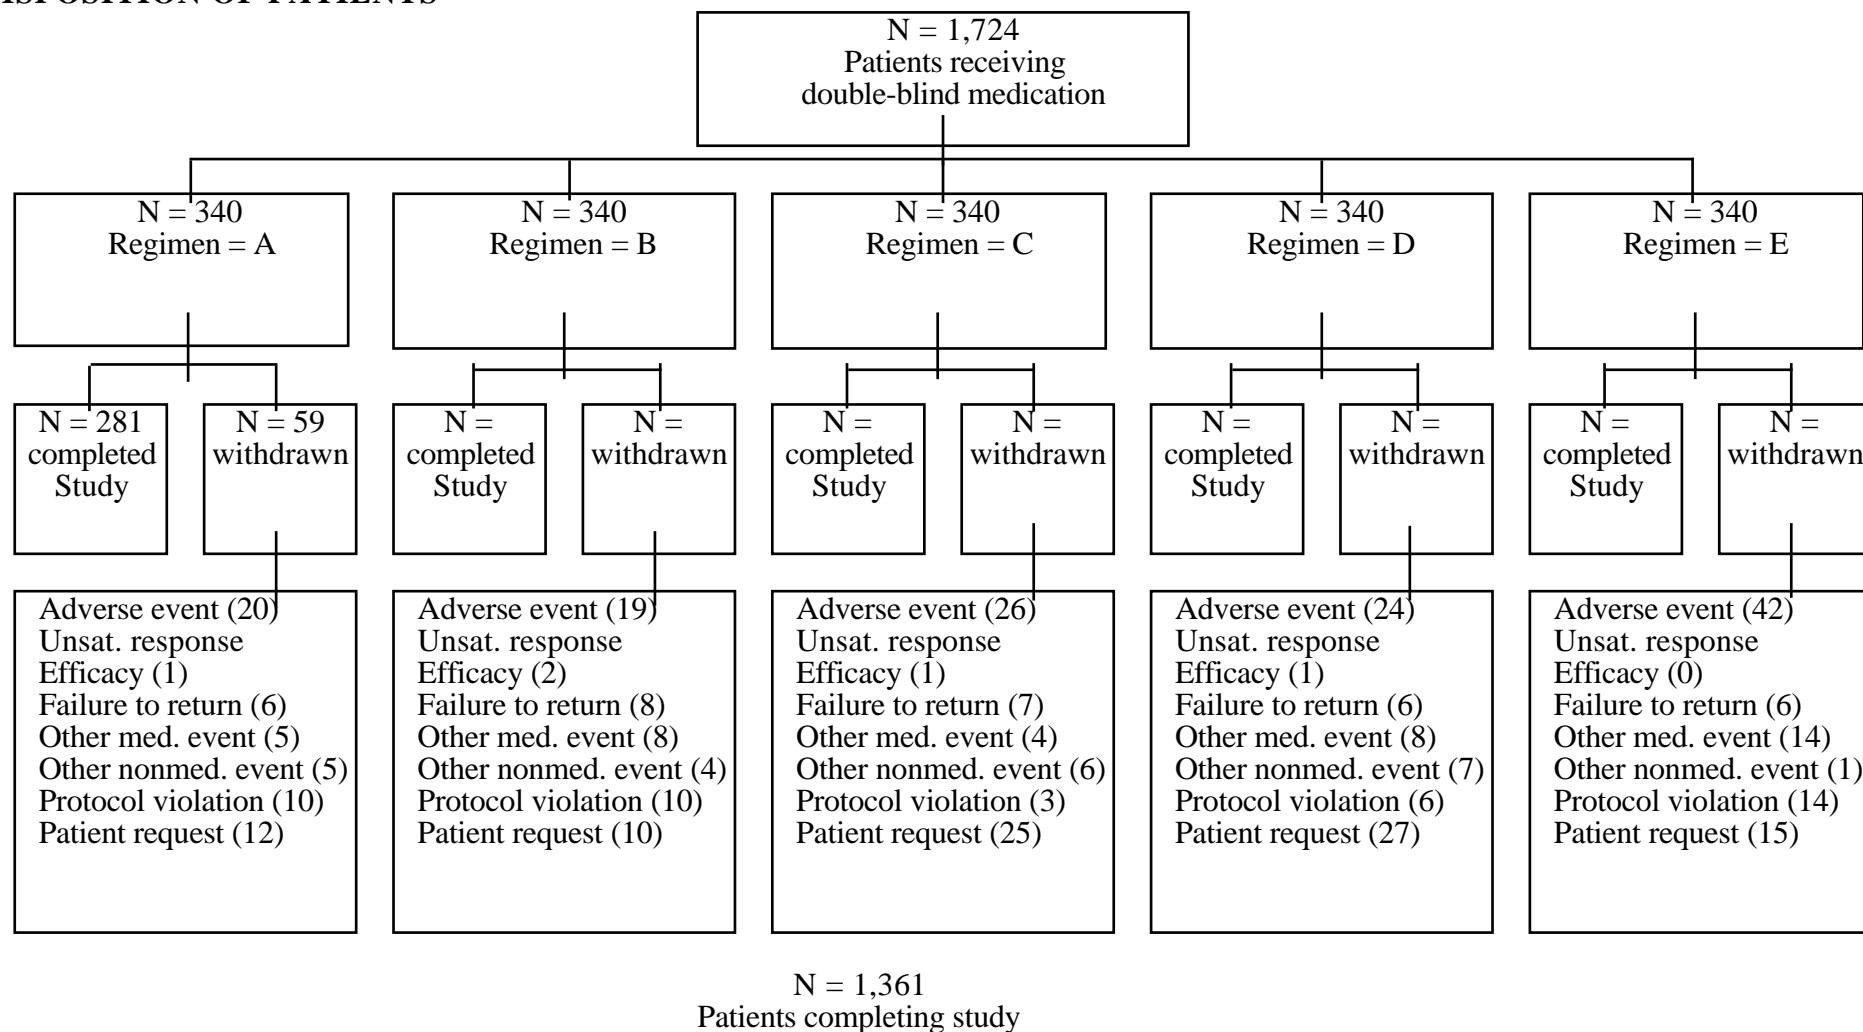 N = 1,724
Patients receiving
double-blind medication
N = 340
Regimen = A
N = 340
Regimen = B
N = 340
Regimen = C
N = 340
Regimen = D
N = 340
Regimen = E
N = 281
completed
Study
N = 59
withdrawn
N =
completed
Study
N =
withdrawn
N =
completed
Study
N =
withdrawn
N =
completed
Study
N =
withdrawn
N =
completed
Study
N =
withdrawn
Adverse event (20)
Unsat. response
Efficacy (1)
Failure to return (6)
Other med. event (5)
Other nonmed. event (5)
Protocol violation (10)
Patient request (12)
Adverse event (19)
Unsat. response
Efficacy (2)
Failure to return (8)
Other med. event (8)
Other nonmed. event (4)
Protocol violation (10)
Patient request (10)
Adverse event (26)
Unsat. response
Efficacy (1)
Failure to return (7)
Other med. event (4)
Other nonmed. event (6)
Protocol violation (3)
Patient request (25)
Adverse event (24)
Unsat. response
Efficacy (1)
Failure to return (6)
Other med. event (8)
Other nonmed. event (7)
Protocol violation (6)
Patient request (27)
Adverse event (42)
Unsat. response
Efficacy (0)
Failure to return (6)
Other med. event (14)
Other nonmed. event (1)
Protocol violation (14)
Patient request (15)
N = 1,361
Patients completing study